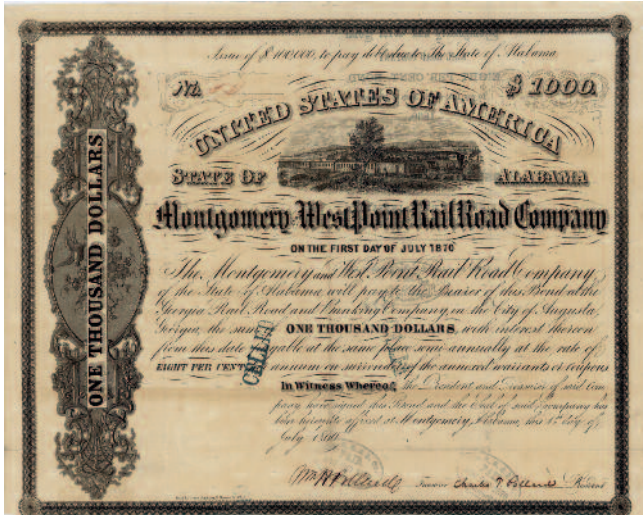 Issue of $100,000, to pay debt due to The State of Alabama
No.
$1000.
UNITED STATES OF AMERICA
STATE OF ALABAMA
Montgomery and West Point Rail Road Company
ON THE FIRST DAY OF JULY 1876
The Montgomery and West Point Rail Road Company
of the State of Alabama will pay to the Bearer of this Bond at the
Georgia Rail Road and Banking Company, in the City of Augusta,
Georgia, the sum ONE THOUSAND DOLLARS, with interest thereon
from this date payable at the same place semi-annually at the rate of
EIGHT PER CENT annum on surrender of the annexed warrants or coupons
In Witness Whereof, the President and Treasurer of said Com-
pany have signed this Bond and the Seal of said Company has
been hereunto affixed at Montgomery, Alabama, this 1st day of
July 1866
Treasurer Charles T. Pollard President
ONE THOUSAND DOLLARS